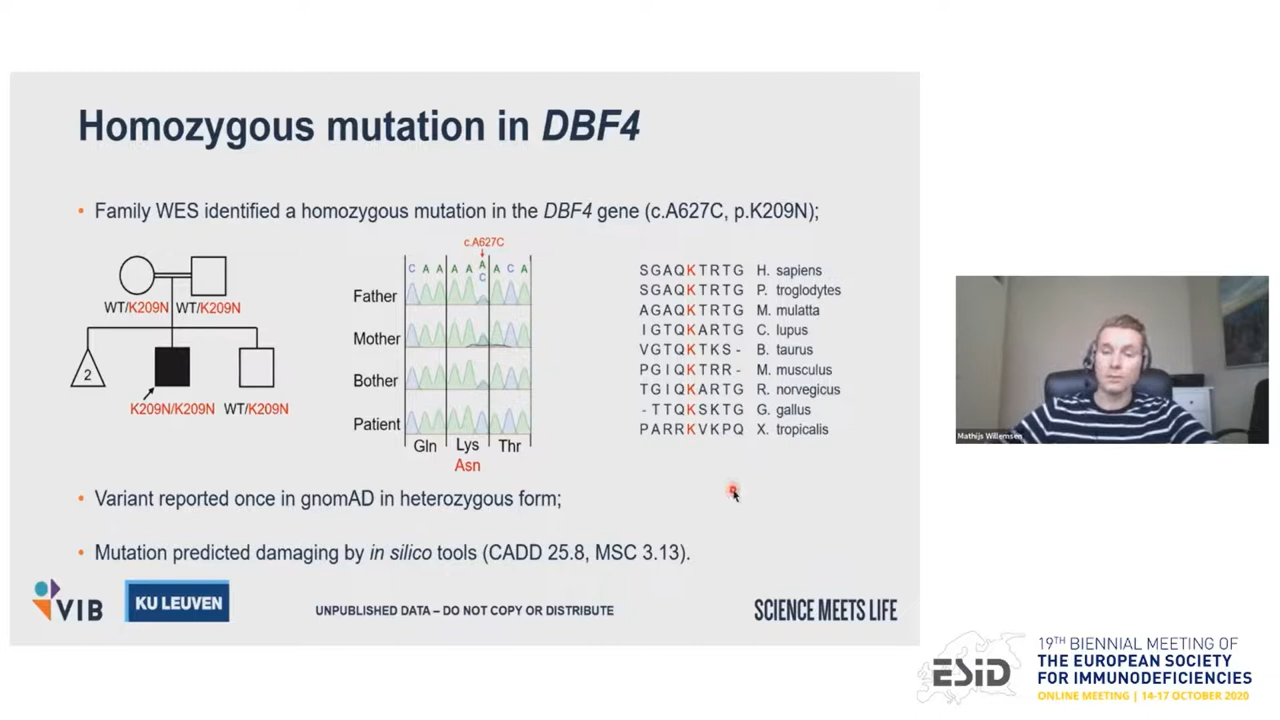 Homozygous mutation in DBF4
• Family WES identified a homozygous mutation in the DBF4 gene (c.A627C, p.K209N);
WT/K209N WT/K209N
2
K209N/K209N WT/K209N
c.A627C
C A A A A A A C A
C
Father
Mother
Bother
Patient
Gln Lys Thr
Asn
SGAQKTRTG H. sapiens
SGAQKTRTG P. troglodytes
AGAQKTRTG M. mulatta
IGTQKARTG C. lupus
VGTQKTKS- B. taurus
PGIQKTRR- M. musculus
TGIQKARTG R. norvegicus
-TTQKSKTG G. gallus
PARRKVKPQ X. tropicalis
• Variant reported once in gnomAD in heterozygous form;
• Mutation predicted damaging by in silico tools (CADD 25.8, MSC 3.13).
VIB
KU LEUVEN
UNPUBLISHED DATA – DO NOT COPY OR DISTRIBUTE
SCIENCE MEETS LIFE
Mathijs Willemsen
ESiD
19TH BIENNIAL MEETING OF
THE EUROPEAN SOCIETY
FOR IMMUNODEFICIENCIES
ONLINE MEETING | 14-17 OCTOBER 2020